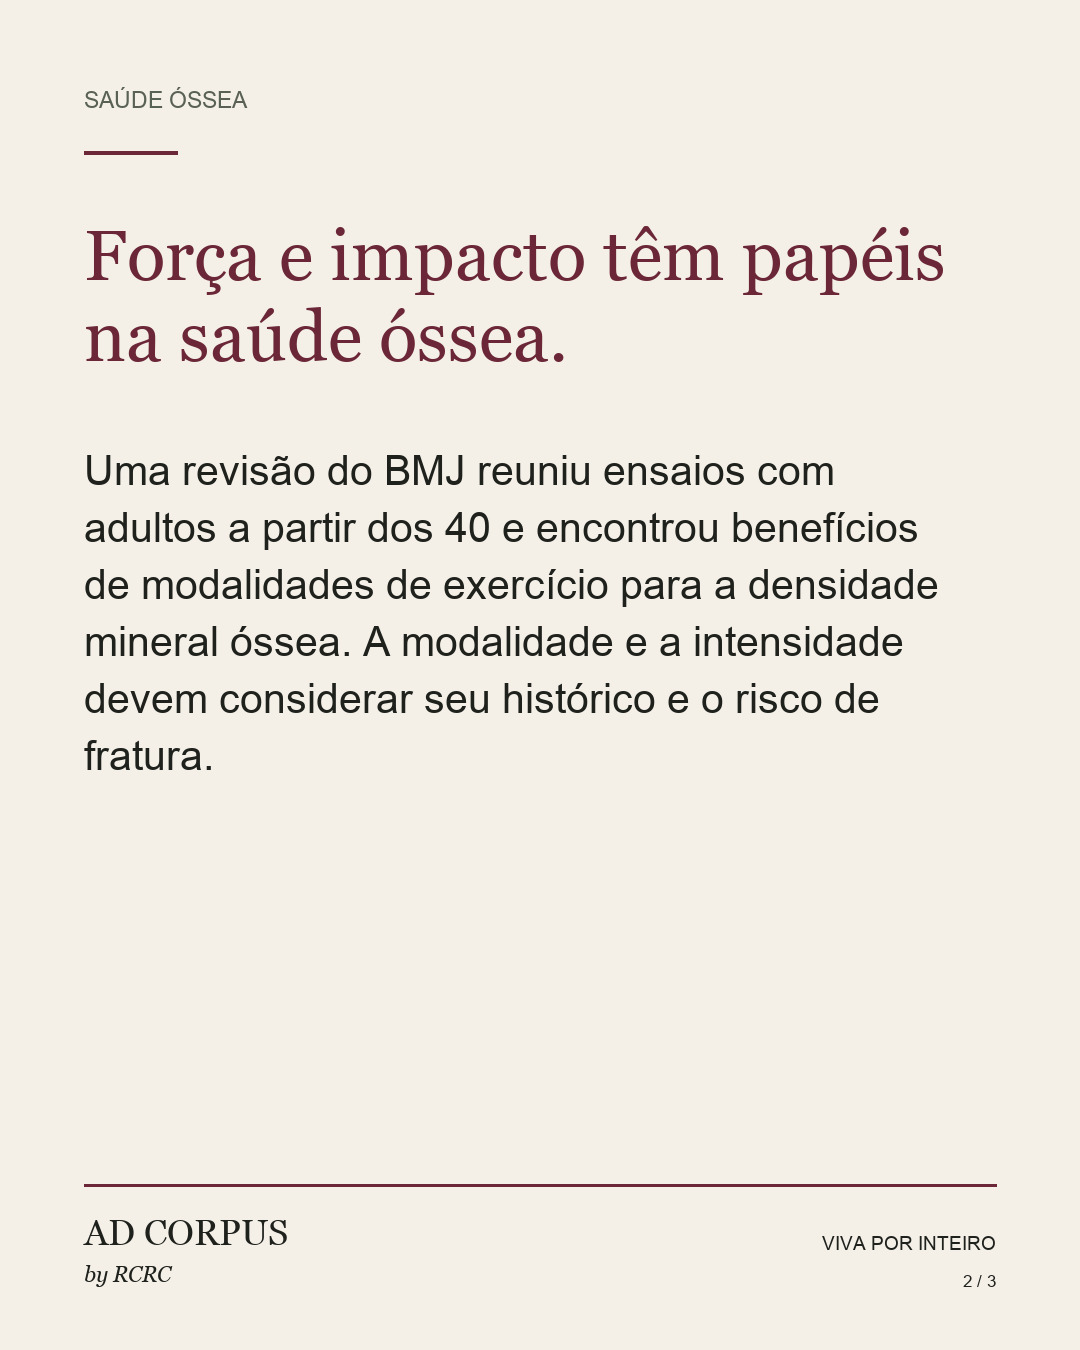 SAÚDE ÓSSEA
Força e impacto têm papéis
na saúde óssea.
Uma revisão do BMJ reuniu ensaios com
adultos a partir dos 40 e encontrou benefícios
de modalidades de exercício para a densidade
mineral óssea. A modalidade e a intensidade
devem considerar seu histórico e o risco de
fratura.
AD CORPUS
by RCRC
VIVA POR INTEIRO
2 / 3